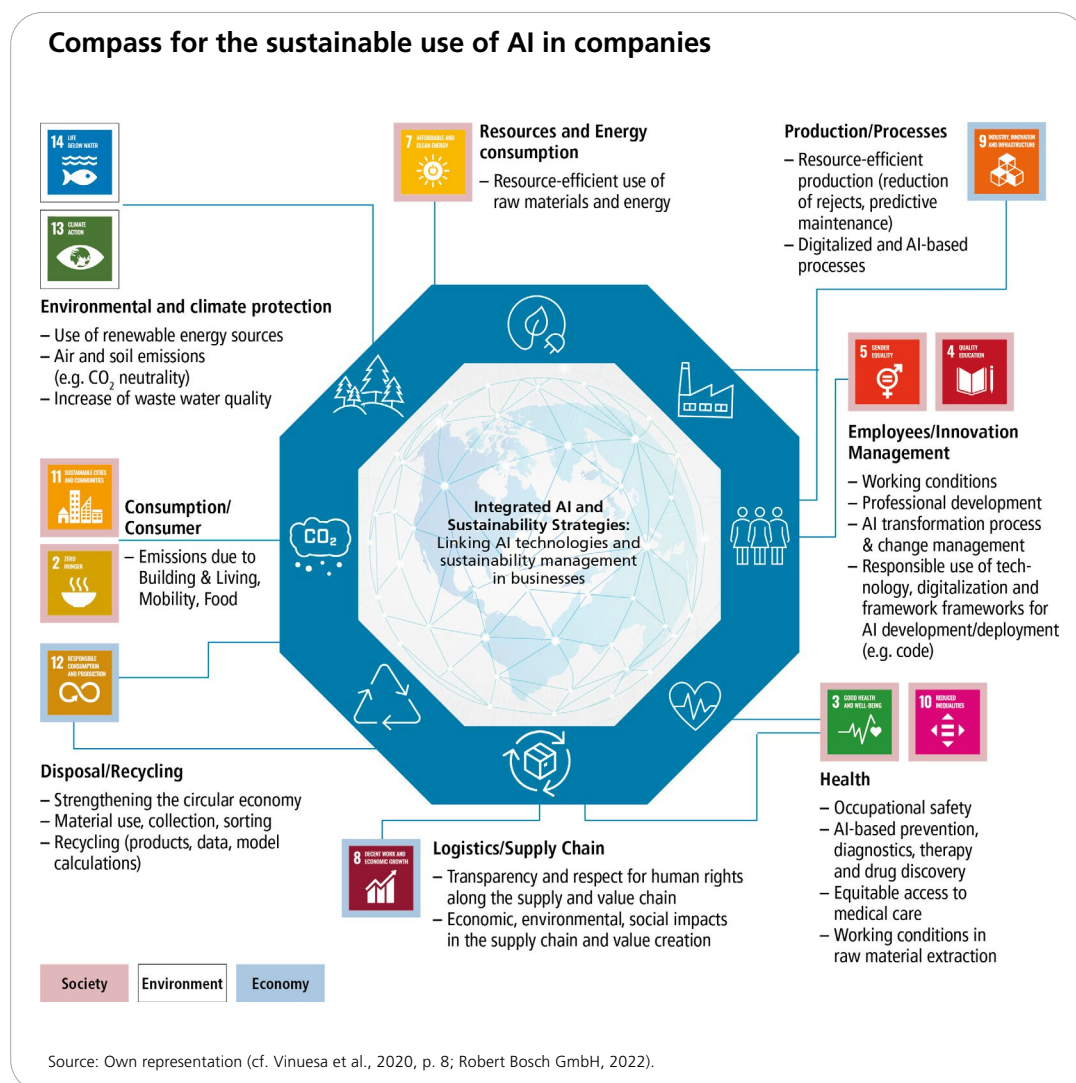 Compass for the sustainable use of AI in companies
14 LIFE
BELOW WATER
13 CLIMATE
ACTION
Environmental and climate protection
– Use of renewable energy sources
– Air and soil emissions
(e.g. CO₂ neutrality)
– Increase of waste water quality
7 AFFORDABLE AND
CLEAN ENERGY
Resources and Energy
consumption
– Resource-efficient use of
raw materials and energy
Production/Processes
– Resource-efficient
production (reduction
of rejects, predictive
maintenance)
– Digitalized and AI-based
processes
9 INDUSTRY, INNOVATION
AND INFRASTRUCTURE
5 GENDER
EQUALITY
4 QUALITY
EDUCATION
Employees/Innovation
Management
– Working conditions
– Professional development
– AI transformation process
& change management
– Responsible use of tech-
nology, digitalization and
framework frameworks for
AI development/deployment
(e.g. code)
11 SUSTAINABLE CITIES
AND COMMUNITIES
2 ZERO
HUNGER
Consumption/
Consumer
– Emissions due to
Building & Living,
Mobility, Food
CO₂
Integrated AI and
Sustainability Strategies:
Linking AI technologies and
sustainability management
in businesses
12 RESPONSIBLE
CONSUMPTION
AND PRODUCTION
Disposal/Recycling
– Strengthening the circular economy
– Material use, collection, sorting
– Recycling (products, data, model
calculations)
8 DECENT WORK AND
ECONOMIC GROWTH
Logistics/Supply Chain
– Transparency and respect for human rights
along the supply and value chain
– Economic, environmental, social impacts
in the supply chain and value creation
3 GOOD HEALTH
AND WELL-BEING
10 REDUCED
INEQUALITIES
Health
– Occupational safety
– AI-based prevention,
diagnostics, therapy
and drug discovery
– Equitable access to
medical care
– Working conditions in
raw material extraction
Society
Environment
Economy
Source: Own representation (cf. Vinuesa et al., 2020, p. 8; Robert Bosch GmbH, 2022).